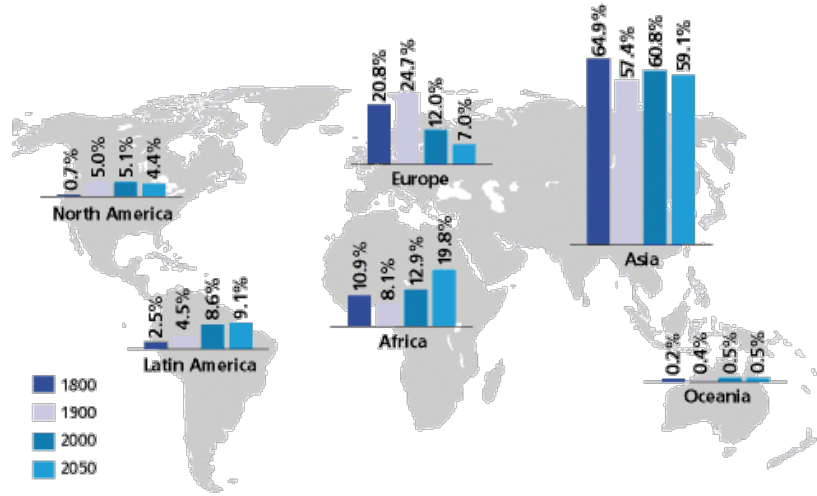 0.7% 5.0% 5.1% 4.4%
North America
20.8% 24.7% 12.0% 7.0%
Europe
64.9% 57.4% 60.8% 59.1%
Asia
2.5% 4.5% 8.6% 9.1%
Latin America
10.9% 8.1% 12.9% 19.8%
Africa
0.2% 0.4% 0.5% 0.5%
Oceania
1800
1900
2000
2050